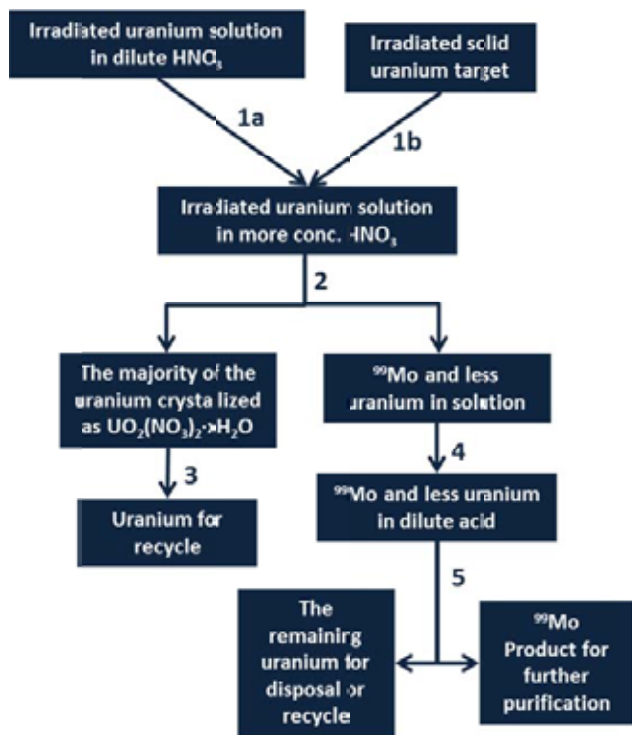 Irradiated uranium solution
in dilute HNO₃
Irradiated solid
uranium target
1a
1b
Irradiated uranium solution
in more conc. HNO₃
2
The majority of the
uranium crystalized
as UO₂(NO₃)₂·xH₂O
⁹⁹Mo and less
uranium in solution
3
4
Uranium for
recycle
⁹⁹Mo and less uranium
in dilute acid
5
The
remaining
uranium for
disposal or
recycle
⁹⁹Mo
Product for
further
purification